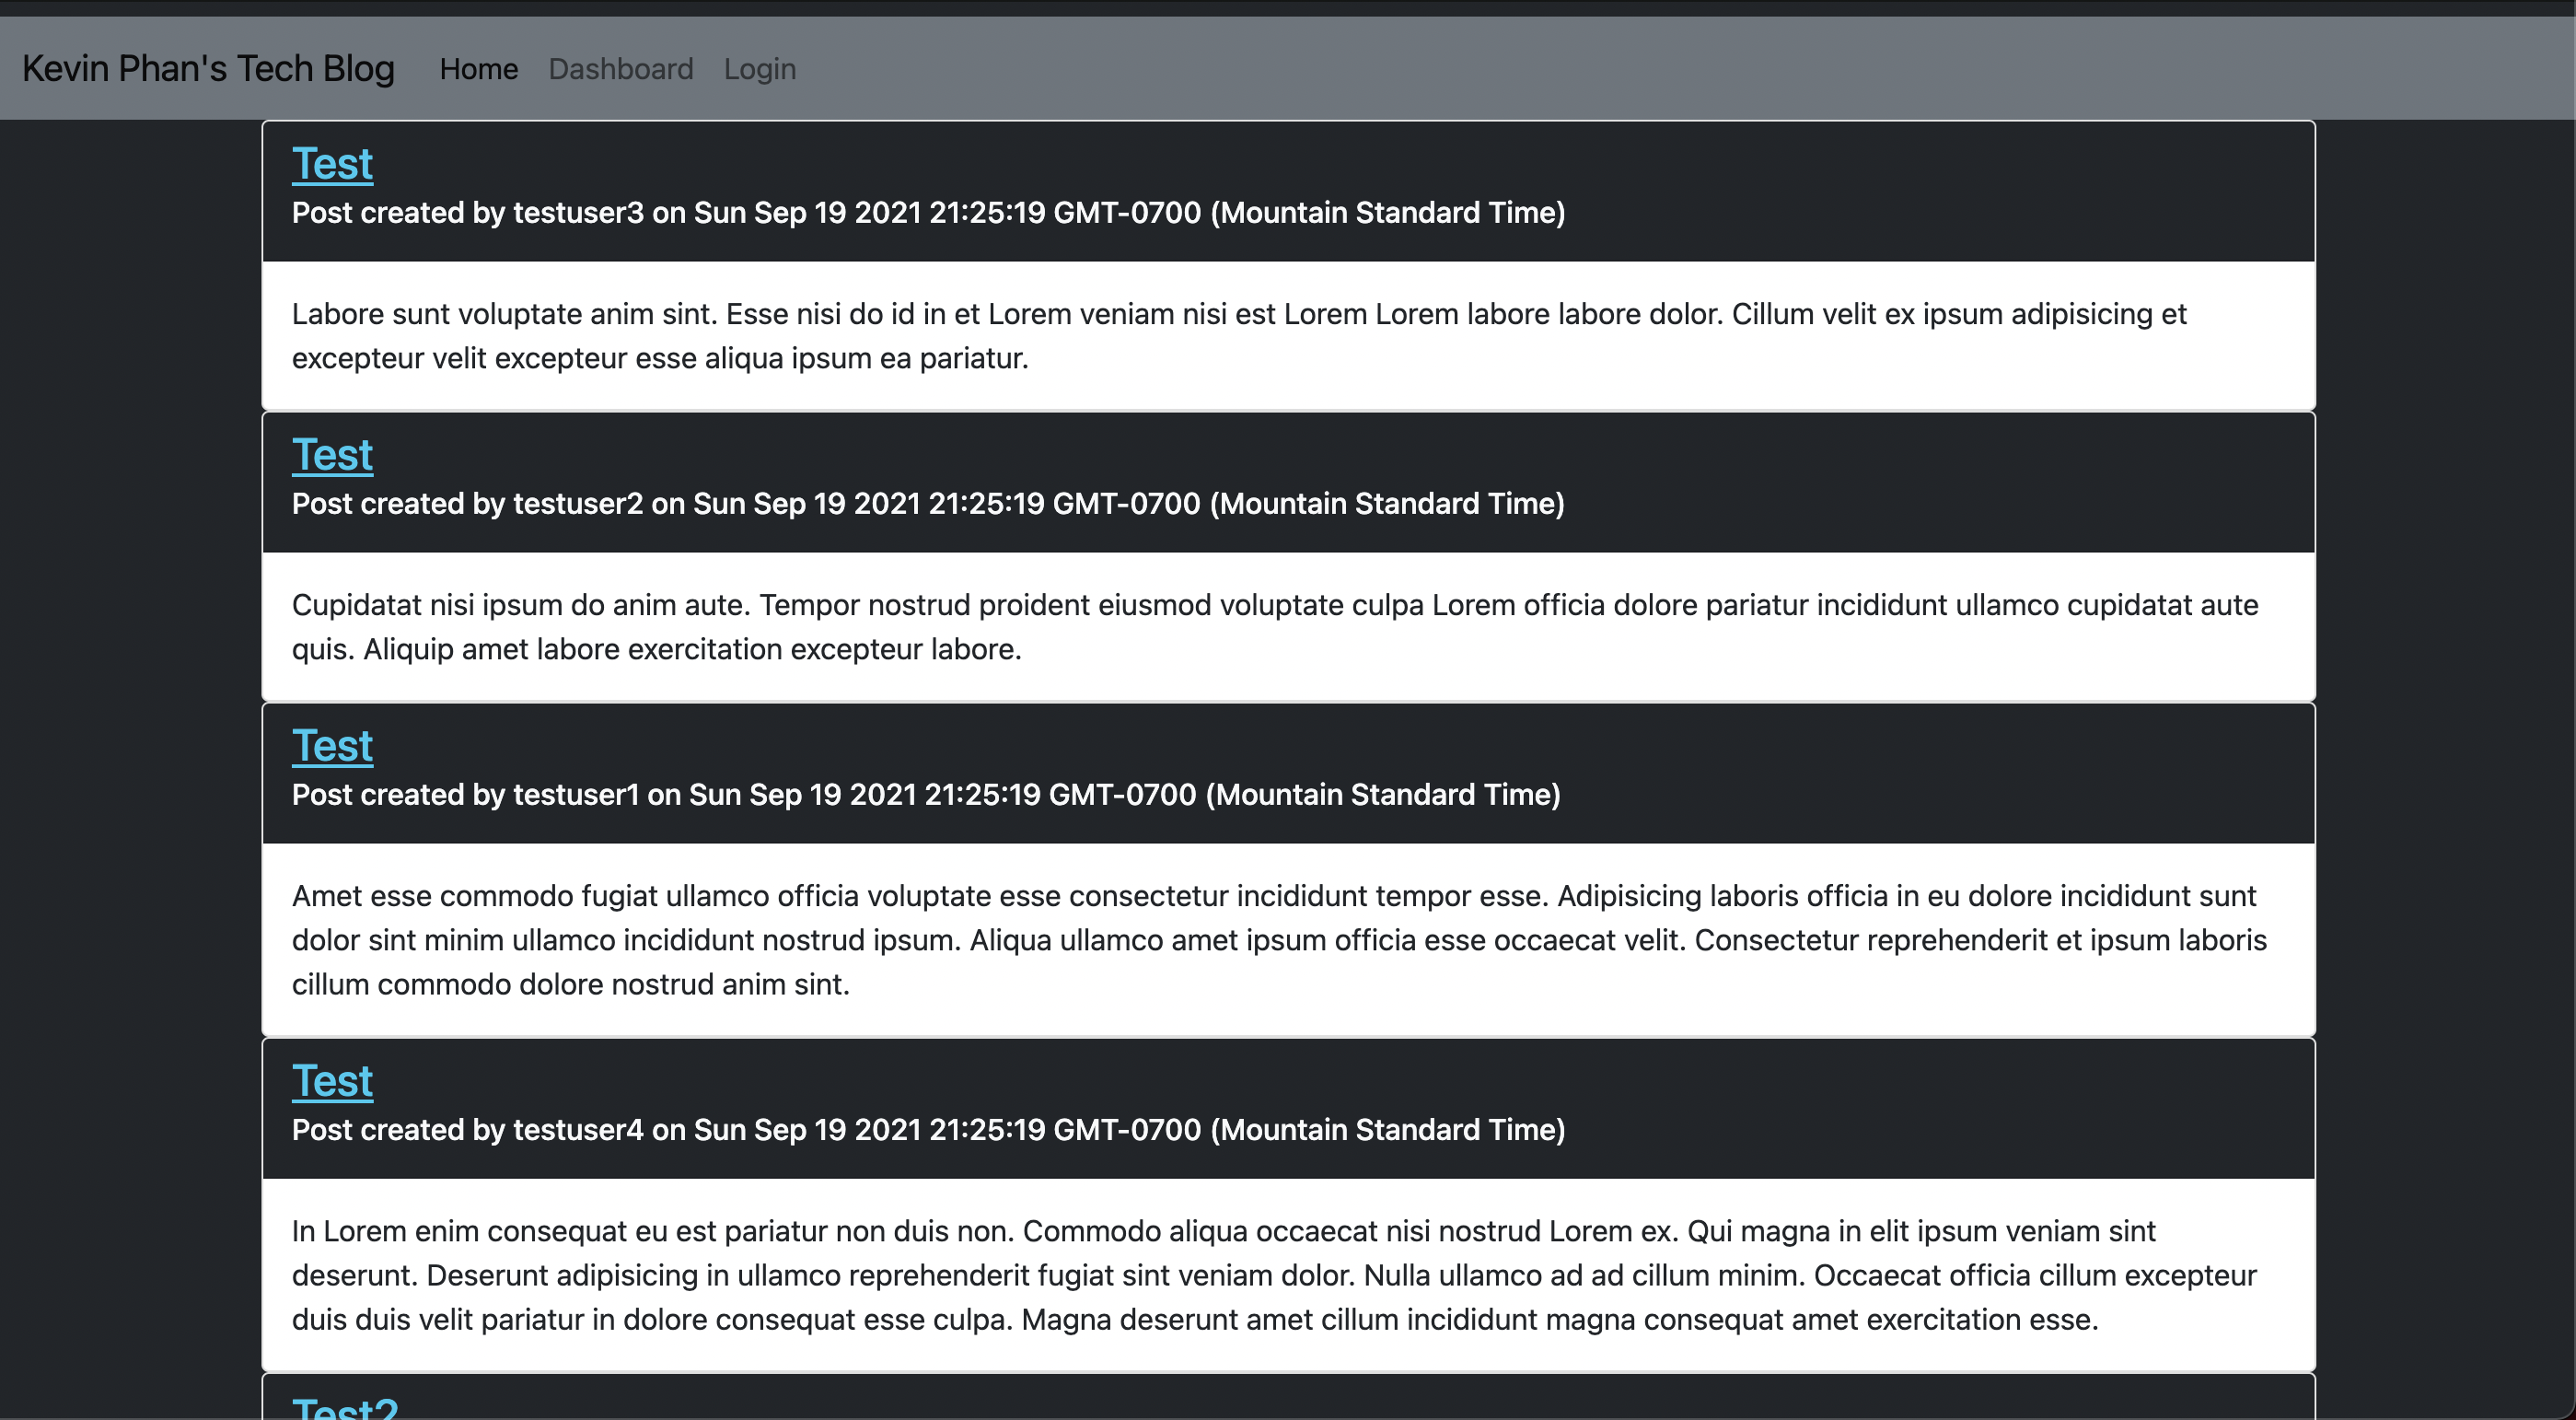 Kevin Phan's Tech Blog Home Dashboard Login
Test
Post created by testuser3 on Sun Sep 19 2021 21:25:19 GMT-0700 (Mountain Standard Time)
Labore sunt voluptate anim sint. Esse nisi do id in et Lorem veniam nisi est Lorem Lorem labore labore dolor. Cillum velit ex ipsum adipisicing et
excepteur velit excepteur esse aliqua ipsum ea pariatur.
Test
Post created by testuser2 on Sun Sep 19 2021 21:25:19 GMT-0700 (Mountain Standard Time)
Cupidatat nisi ipsum do anim aute. Tempor nostrud proident eiusmod voluptate culpa Lorem officia dolore pariatur incididunt ullamco cupidatat aute
quis. Aliquip amet labore exercitation excepteur labore.
Test
Post created by testuser1 on Sun Sep 19 2021 21:25:19 GMT-0700 (Mountain Standard Time)
Amet esse commodo fugiat ullamco officia voluptate esse consectetur incididunt tempor esse. Adipisicing laboris officia in eu dolore incididunt sunt
dolor sint minim ullamco incididunt nostrud ipsum. Aliqua ullamco amet ipsum officia esse occaecat velit. Consectetur reprehenderit et ipsum laboris
cillum commodo dolore nostrud anim sint.
Test
Post created by testuser4 on Sun Sep 19 2021 21:25:19 GMT-0700 (Mountain Standard Time)
In Lorem enim consequat eu est pariatur non duis non. Commodo aliqua occaecat nisi nostrud Lorem ex. Qui magna in elit ipsum veniam sint
deserunt. Deserunt adipisicing in ullamco reprehenderit fugiat sint veniam dolor. Nulla ullamco ad ad cillum minim. Occaecat officia cillum excepteur
duis duis velit pariatur in dolore consequat esse culpa. Magna deserunt amet cillum incididunt magna consequat amet exercitation esse.
Test2